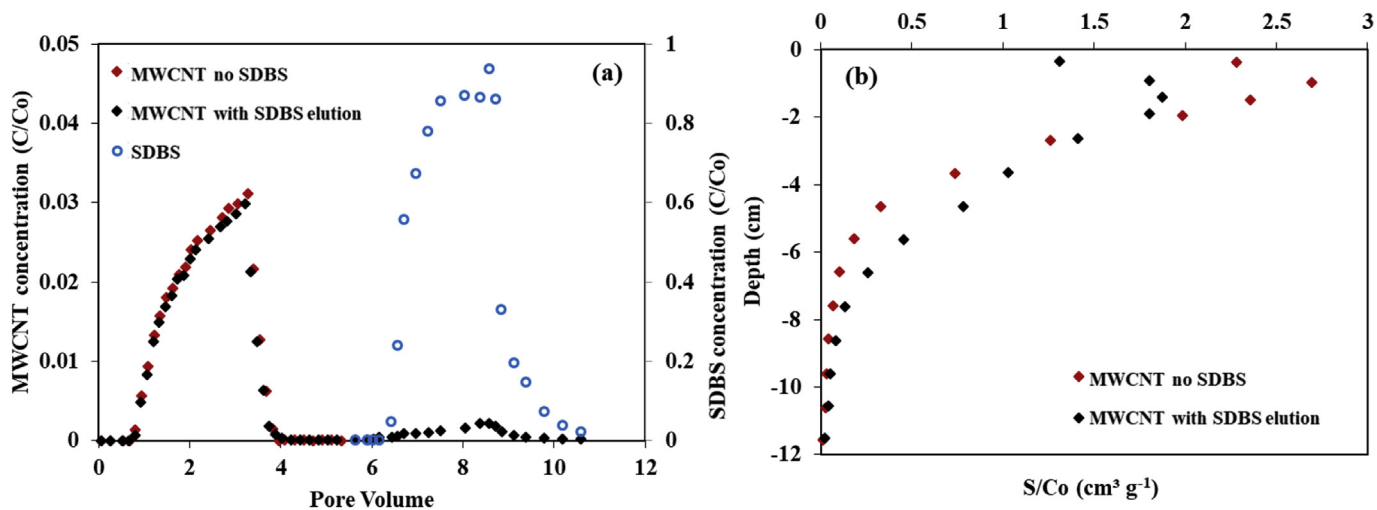 0.05
0.04
0.03
0.02
0.01
0
MWCNT concentration (C/Co)
MWCNT no SDBS
MWCNT with SDBS elution
SDBS
(a)
1
0.8
0.6
0.4
0.2
0
SDBS concentration (C/Co)
0 2 4 6 8 10 12
Pore Volume
0 0.5 1 1.5 2 2.5 3
(b)
0
-2
-4
-6
-8
-10
-12
Depth (cm)
MWCNT no SDBS
MWCNT with SDBS elution
S/Co (cm³ g⁻¹)